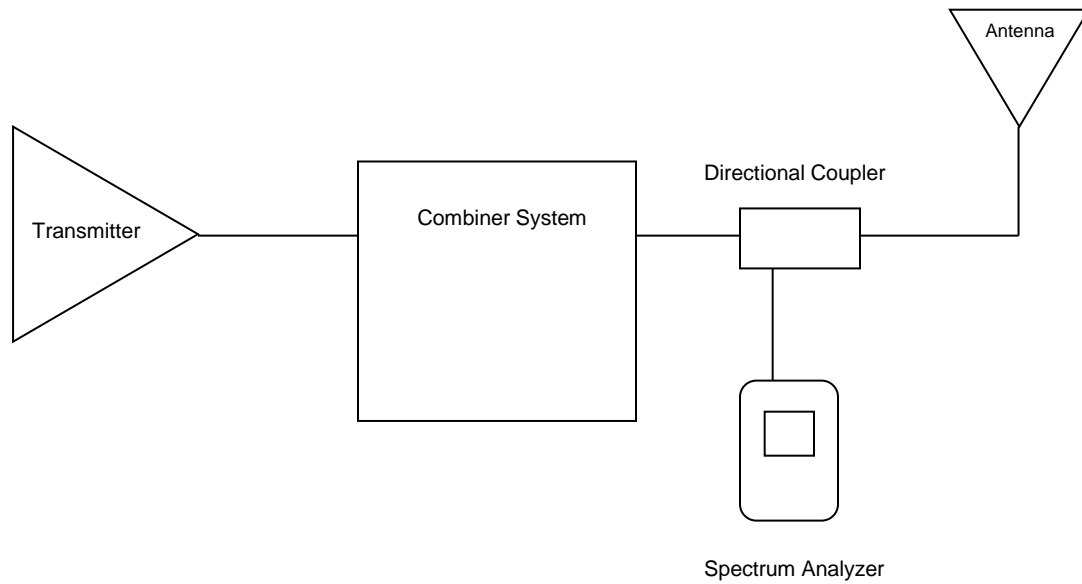 Antenna
Directional Coupler
Transmitter
Combiner System
Spectrum Analyzer